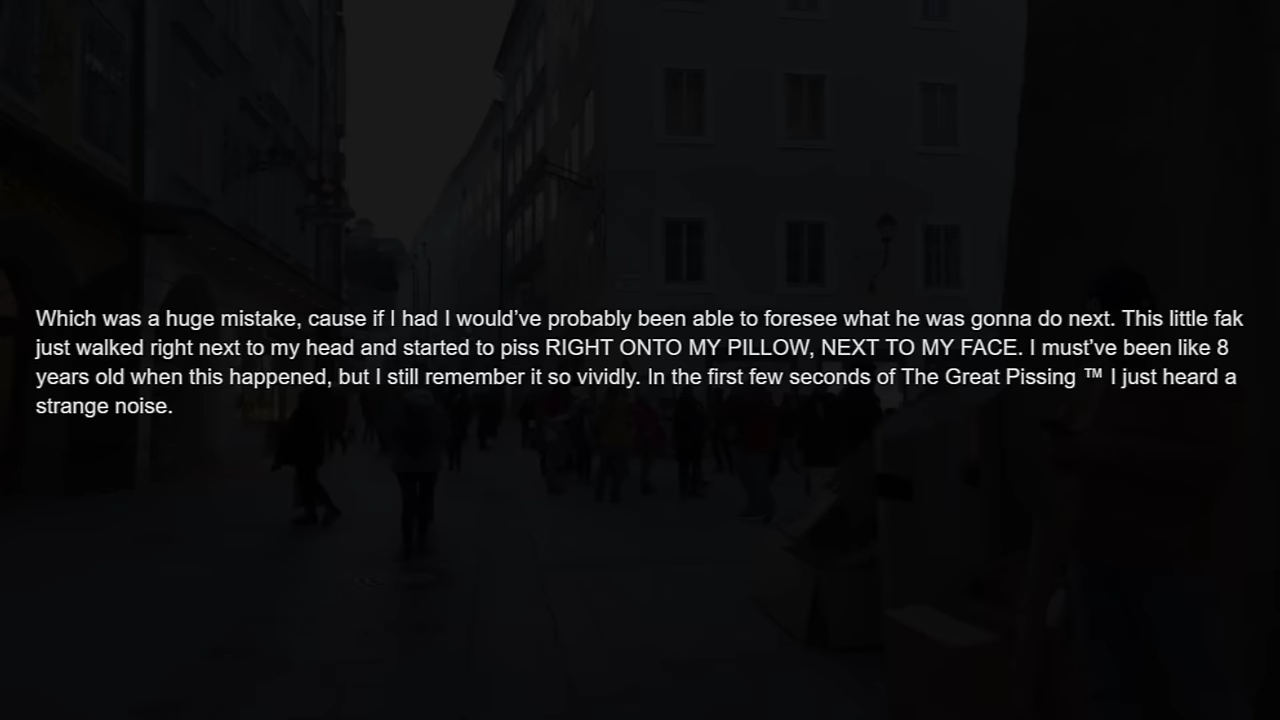 Which was a huge mistake, cause if I had I would’ve probably been able to foresee what he was gonna do next. This little fak
just walked right next to my head and started to piss RIGHT ONTO MY PILLOW, NEXT TO MY FACE. I must’ve been like 8
years old when this happened, but I still remember it so vividly. In the first few seconds of The Great Pissing ™ I just heard a
strange noise.